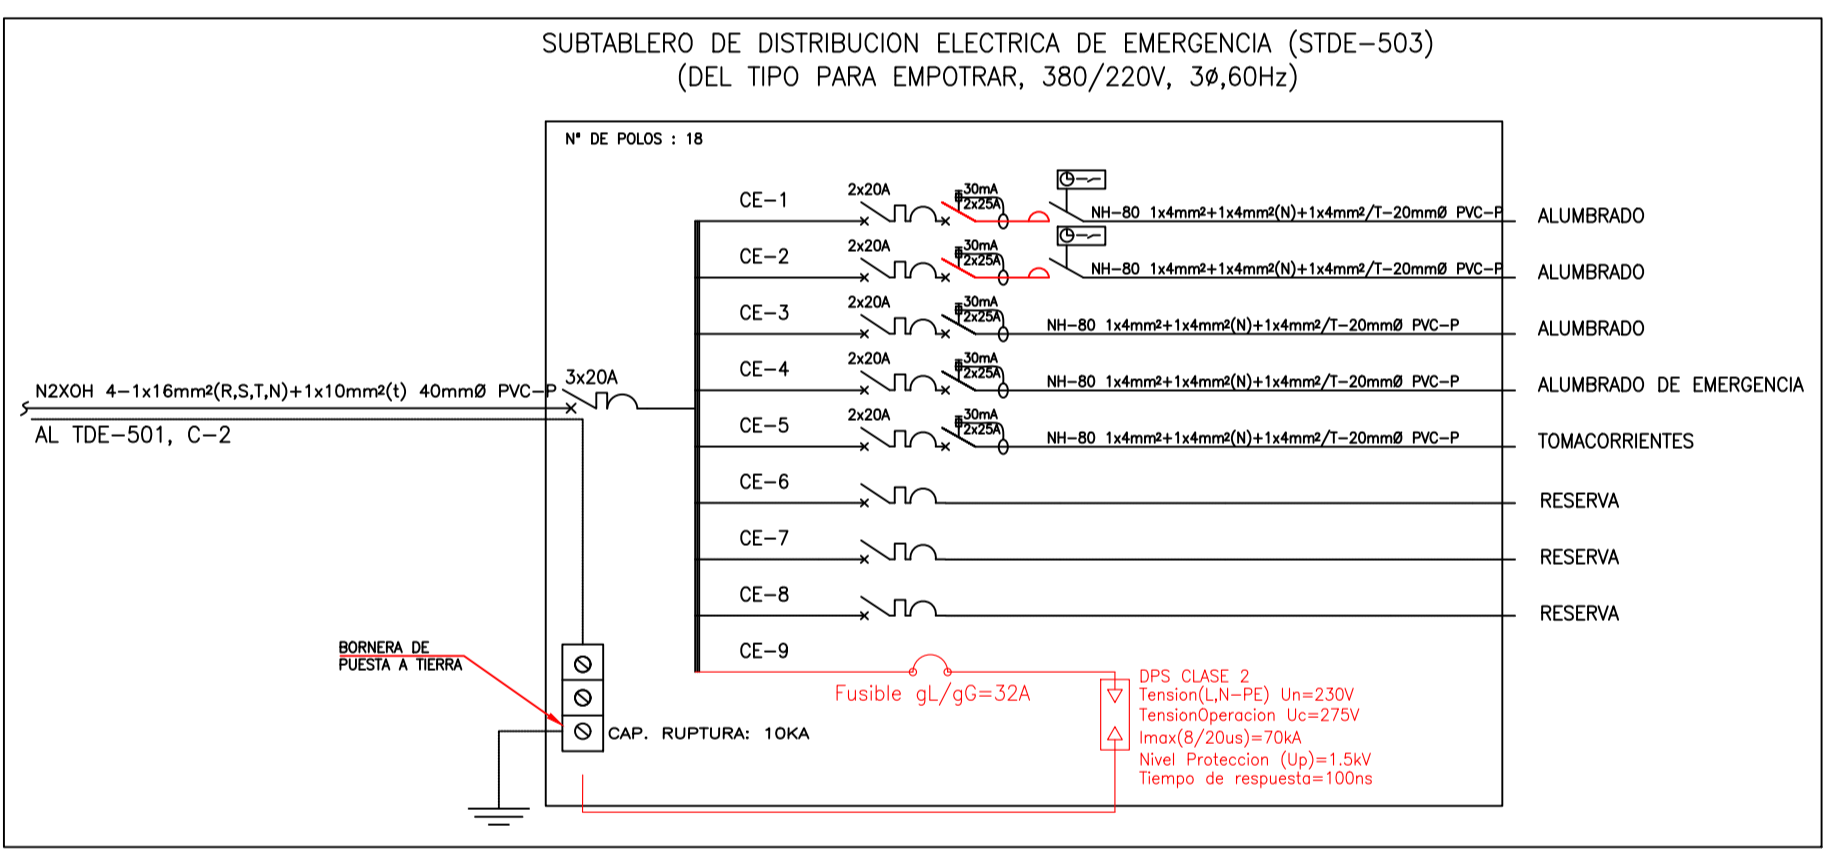 SUBTABLERO DE DISTRIBUCION ELECTRICA DE EMERGENCIA (STDE-503)
(DEL TIPO PARA EMPOTRAR, 380/220V, 3ø,60Hz)
N° DE POLOS : 18
CE-1
2x20A
30mA
2x25A
NH-80 1x4mm²+1x4mm²(N)+1x4mm²/T-20mmØ PVC-P
ALUMBRADO
CE-2
2x20A
30mA
2x25A
NH-80 1x4mm²+1x4mm²(N)+1x4mm²/T-20mmØ PVC-P
ALUMBRADO
CE-3
2x20A
30mA
2x25A
NH-80 1x4mm²+1x4mm²(N)+1x4mm²/T-20mmØ PVC-P
ALUMBRADO
CE-4
2x20A
30mA
2x25A
NH-80 1x4mm²+1x4mm²(N)+1x4mm²/T-20mmØ PVC-P
ALUMBRADO DE EMERGENCIA
N2XOH 4-1x16mm²(R,S,T,N)+1x10mm²(t) 40mmØ PVC-P
3x20A
AL TDE-501, C-2
CE-5
2x20A
30mA
2x25A
NH-80 1x4mm²+1x4mm²(N)+1x4mm²/T-20mmØ PVC-P
TOMACORRIENTES
CE-6
RESERVA
CE-7
RESERVA
CE-8
RESERVA
CE-9
BORNERA DE
PUESTA A TIERRA
CAP. RUPTURA: 10KA
Fusible gL/gG=32A
DPS CLASE 2
Tension(L,N-PE) Un=230V
TensionOperacion Uc=275V
Imax(8/20us)=70kA
Nivel Proteccion (Up)=1.5kV
Tiempo de respuesta=100ns